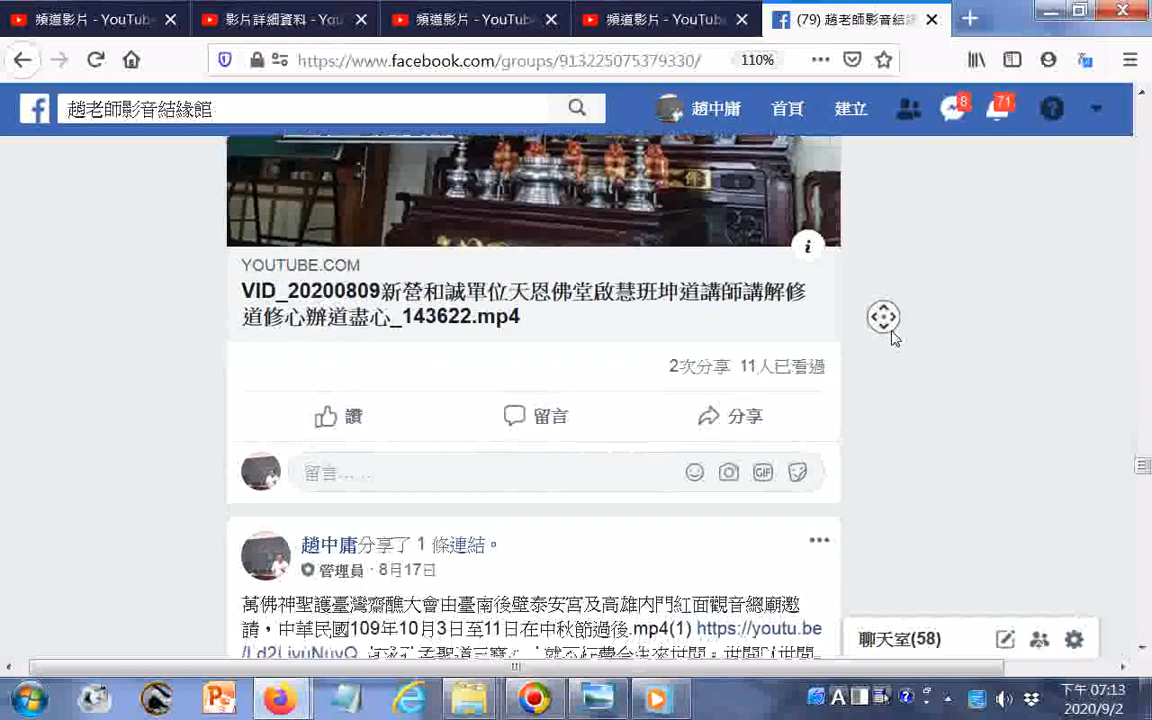 頻道影片 - YouTub
影片詳細資料 - You
頻道影片 - YouTub
頻道影片 - YouTub
(79) 趙老師影音結緣
https://www.facebook.com/groups/913225075379330/
110%
趙老師影音結緣館
趙中庸
首頁
建立
8
71
YOUTUBE.COM
VID_20200809新營和誠單位天恩佛堂啟慧班坤道講師講解修
道修心辦道盡心_143622.mp4
2次分享 11人已看過
讚
留言
分享
留言……
GIF
趙中庸分享了 1 條連結。
管理員 · 8月17日
萬佛神聖護臺灣齋醮大會由臺南後壁泰安宮及高雄內門紅面觀音總廟邀
請，中華民國109年10月3日至11日在中秋節過後.mp4(1) https://youtu.be
聊天室(58)
下午 07:13
2020/9/2